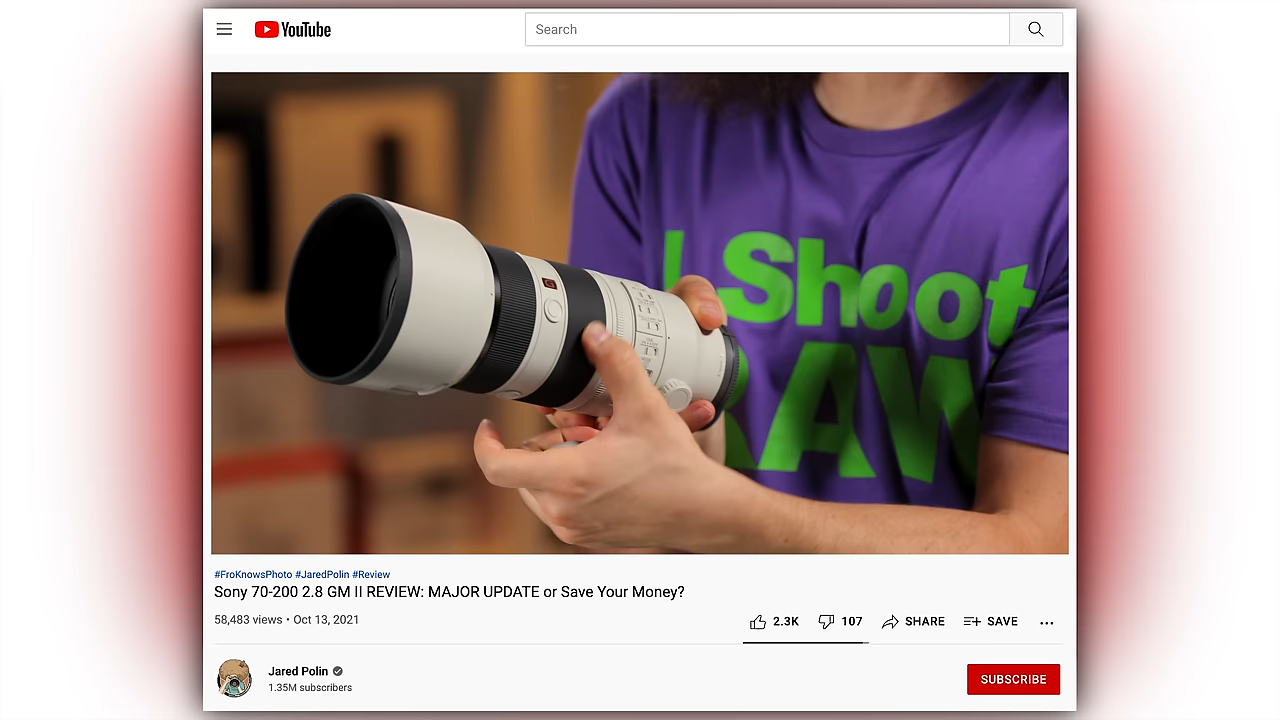 YouTube
Search
I Shoot
RAW
G
#FroKnowsPhoto #JaredPolin #Review
Sony 70-200 2.8 GM II REVIEW: MAJOR UPDATE or Save Your Money?
58,483 views • Oct 13, 2021
2.3K 107 SHARE SAVE
Jared Polin
1.35M subscribers
SUBSCRIBE